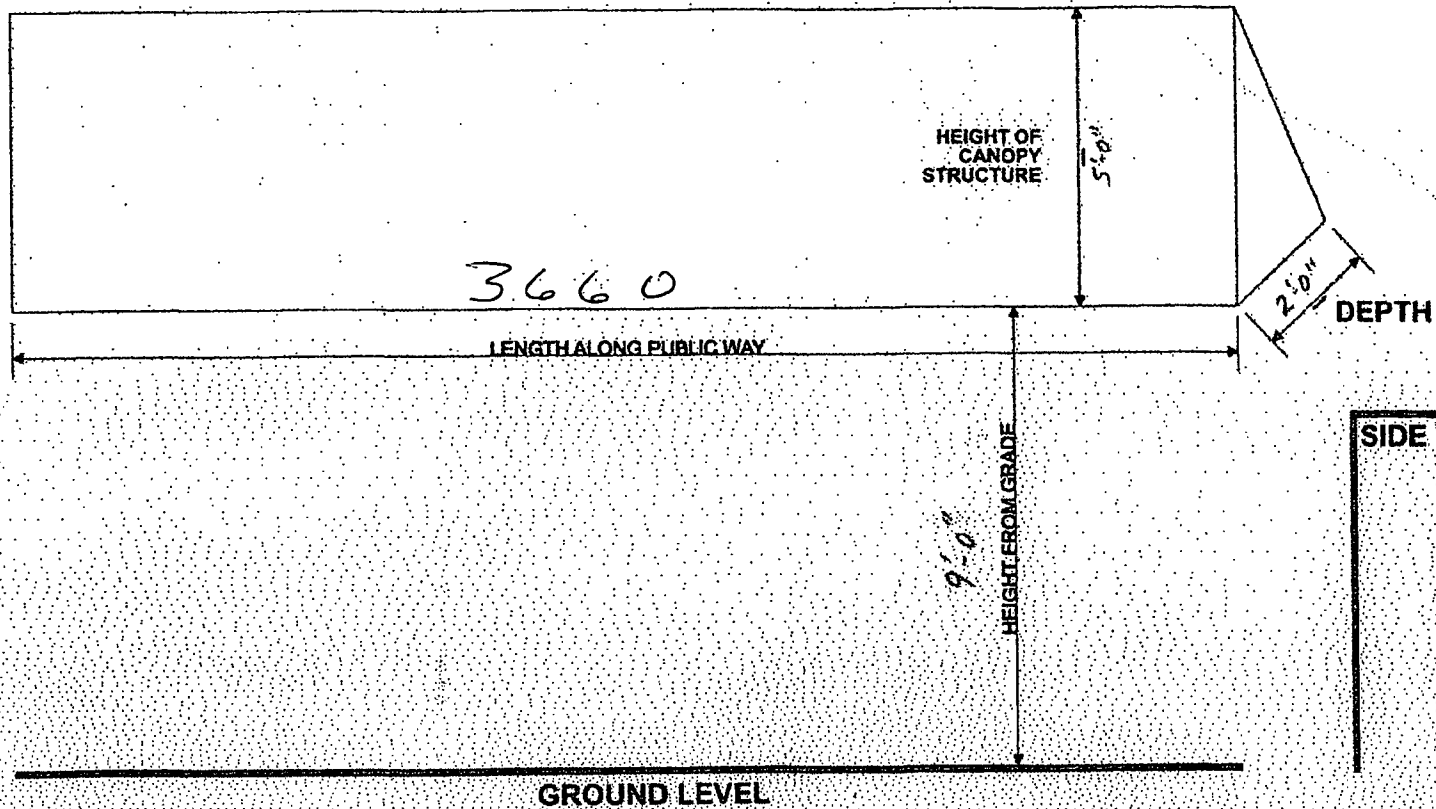 HEIGHT OF
CANOPY
STRUCTURE
5'-0"
3660
2'-0"
DEPTH
LENGTH ALONG PUBLIC WAY
SIDE
9'-0"
HEIGHT FROM GRADE
GROUND LEVEL